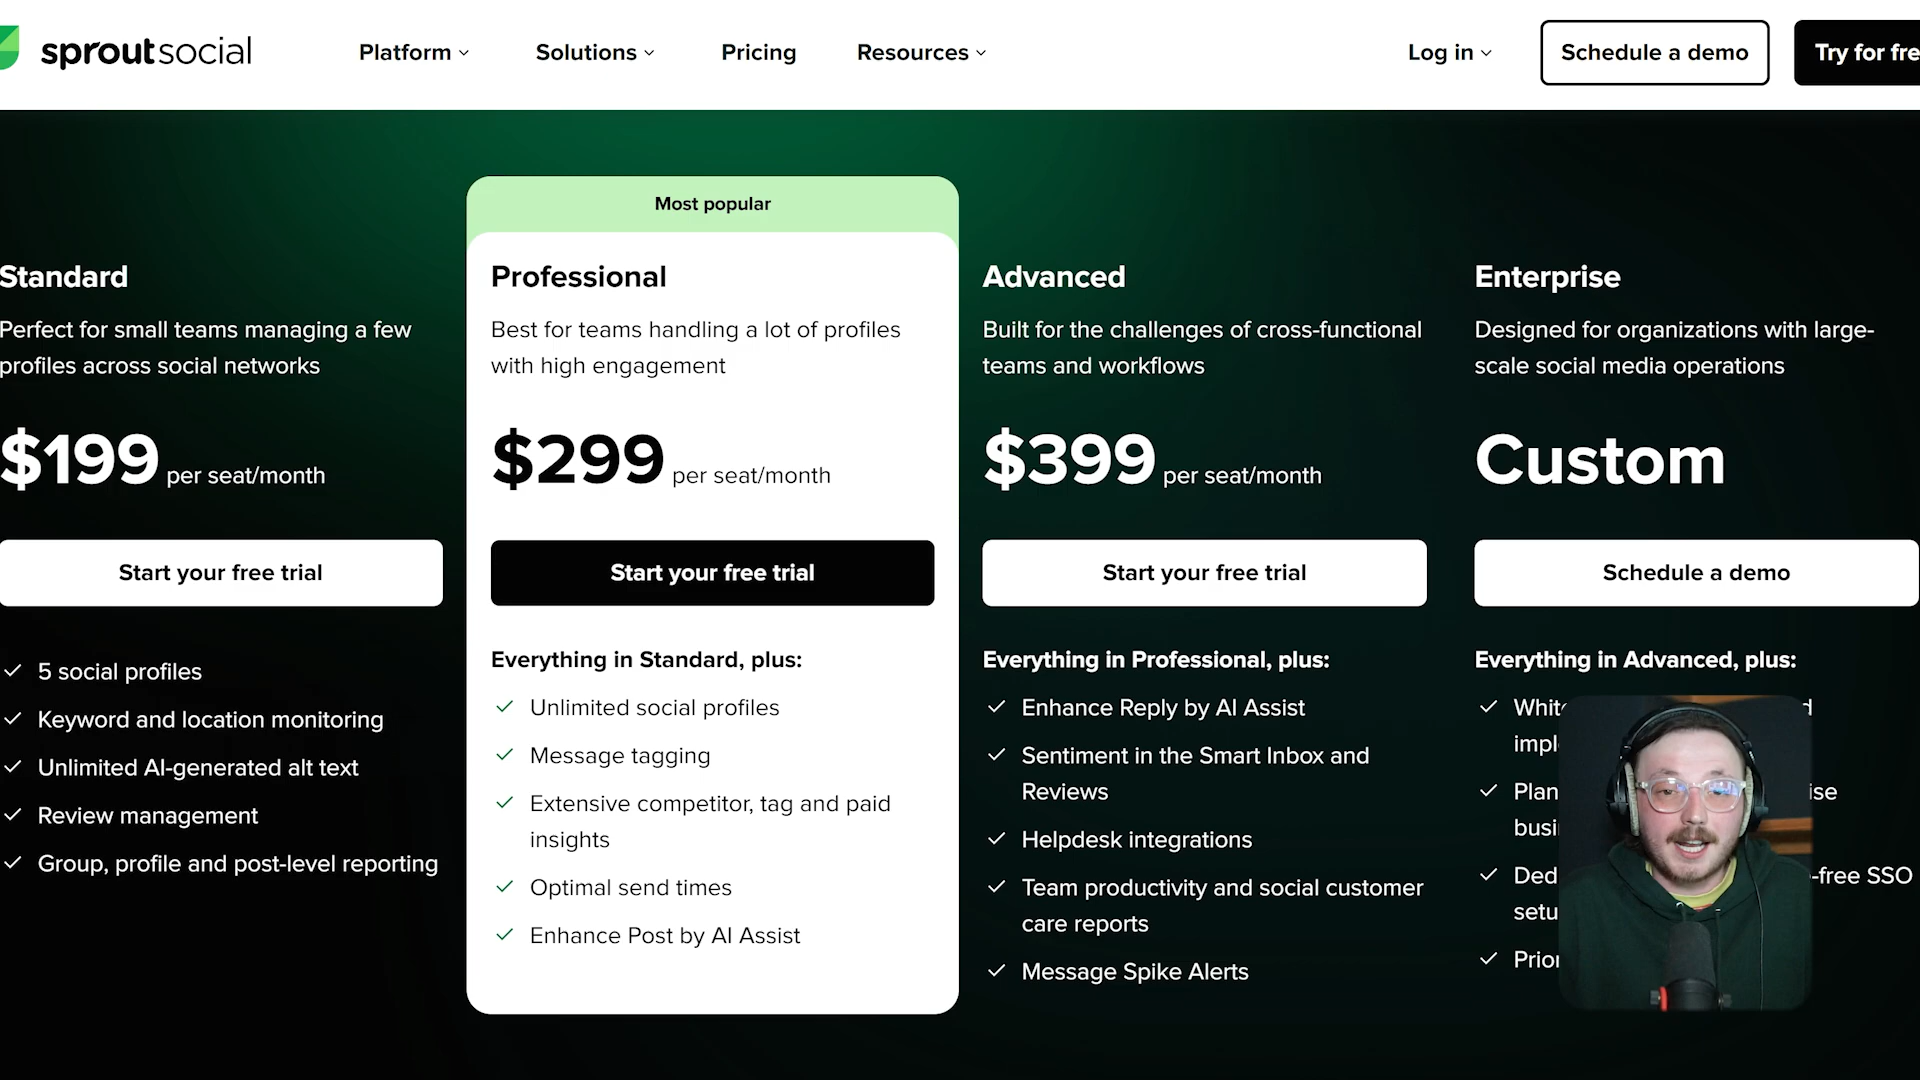 sproutsocial
Platform
Solutions
Pricing
Resources
Log in
Schedule a demo
Try for fre
Standard
Perfect for small teams managing a few
profiles across social networks
$199 per seat/month
Start your free trial
5 social profiles
Keyword and location monitoring
Unlimited AI-generated alt text
Review management
Group, profile and post-level reporting
Most popular
Professional
Best for teams handling a lot of profiles
with high engagement
$299 per seat/month
Start your free trial
Everything in Standard, plus:
Unlimited social profiles
Message tagging
Extensive competitor, tag and paid
insights
Optimal send times
Enhance Post by AI Assist
Advanced
Built for the challenges of cross-functional
teams and workflows
$399 per seat/month
Start your free trial
Everything in Professional, plus:
Enhance Reply by AI Assist
Sentiment in the Smart Inbox and
Reviews
Helpdesk integrations
Team productivity and social customer
care reports
Message Spike Alerts
Enterprise
Designed for organizations with large-
scale social media operations
Custom
Schedule a demo
Everything in Advanced, plus:
-free SSO